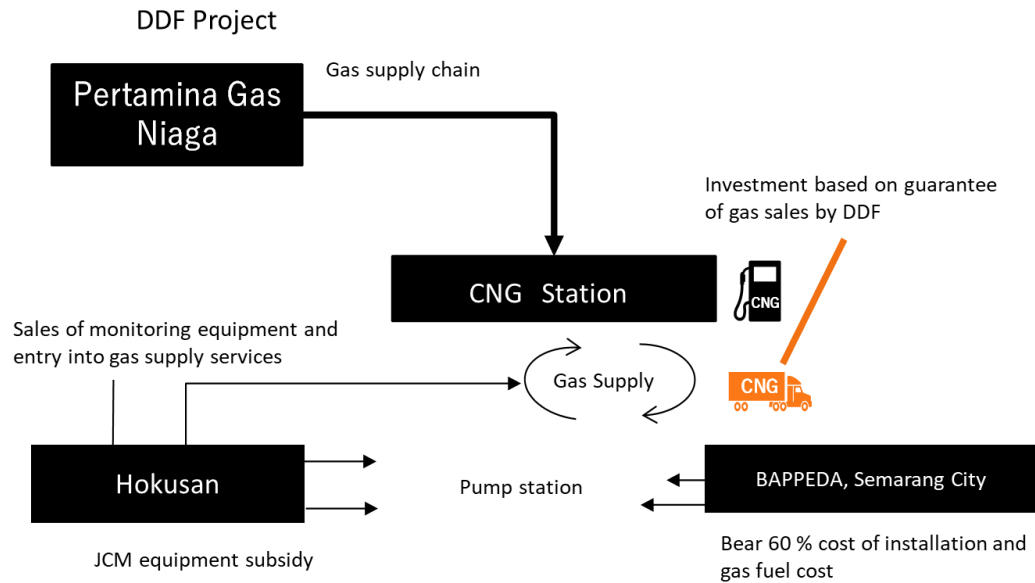 DDF Project
Gas supply chain
Pertamina Gas
Niaga
Investment based on guarantee
of gas sales by DDF
CNG Station
CNG
Sales of monitoring equipment and
entry into gas supply services
Gas Supply
CNG
Hokusan
Pump station
BAPPEDA, Semarang City
JCM equipment subsidy
Bear 60 % cost of installation and
gas fuel cost